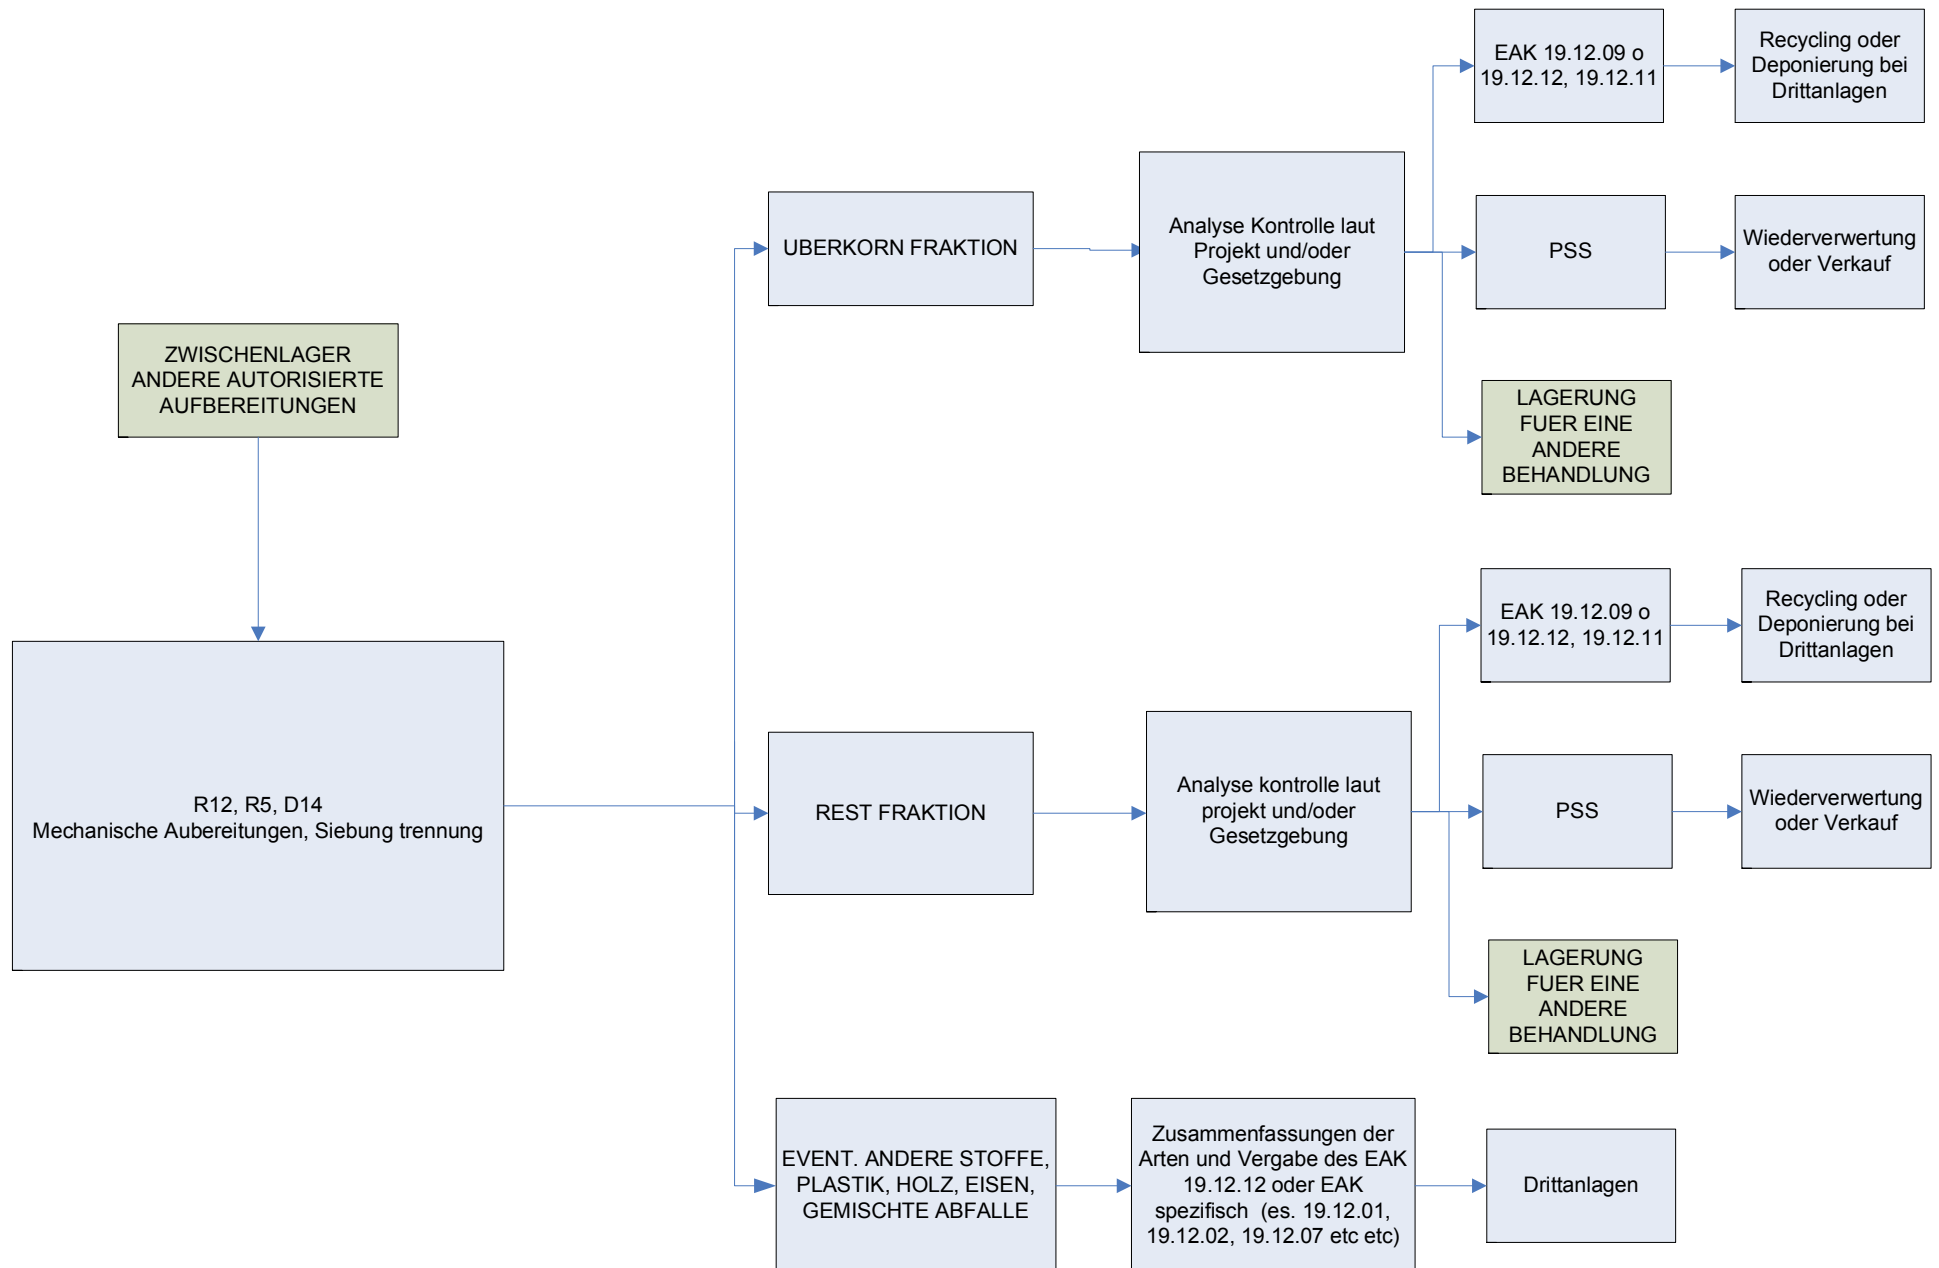 ZWISCHENLAGER
ANDERE AUTORISIERTE
AUFBEREITUNGEN
R12, R5, D14
Mechanische Aubereitungen, Siebung trennung
UBERKORN FRAKTION
Analyse Kontrolle laut
Projekt und/oder
Gesetzgebung
EAK 19.12.09 o
19.12.12, 19.12.11
Recycling oder
Deponierung bei
Drittanlagen
PSS
Wiederverwertung
oder Verkauf
LAGERUNG
FUER EINE
ANDERE
BEHANDLUNG
REST FRAKTION
Analyse kontrolle laut
projekt und/oder
Gesetzgebung
EAK 19.12.09 o
19.12.12, 19.12.11
Recycling oder
Deponierung bei
Drittanlagen
PSS
Wiederverwertung
oder Verkauf
LAGERUNG
FUER EINE
ANDERE
BEHANDLUNG
EVENT. ANDERE STOFFE,
PLASTIK, HOLZ, EISEN,
GEMISCHTE ABFALLE
Zusammenfassungen der
Arten und Vergabe des EAK
19.12.12 oder EAK
spezifisch (es. 19.12.01,
19.12.02, 19.12.07 etc etc)
Drittanlagen